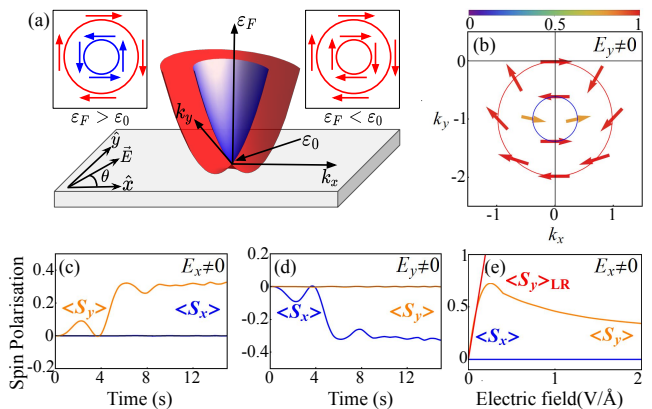 (a)
ε_F
ε_F > ε_0
ε_F < ε_0
k_y
ε_0
k_x
ŷ
E⃗
θ
x̂
0 0.5 1
(b)
E_y≠0
0
k_y -1
-2
-1 0 1
k_x
Spin Polarisation
(c)
E_x≠0
0.4
0.2
0
-0.2
<S_y>
<S_x>
0 4 8 12
Time (s)
(d)
E_y≠0
0
-0.2
-0.4
<S_y>
<S_x>
0 4 8 12
Time (s)
(e)
E_x≠0
1
0.5
0
<S_y>LR
<S_x>
<S_y>
0 1 2
Electric field(V/Å)